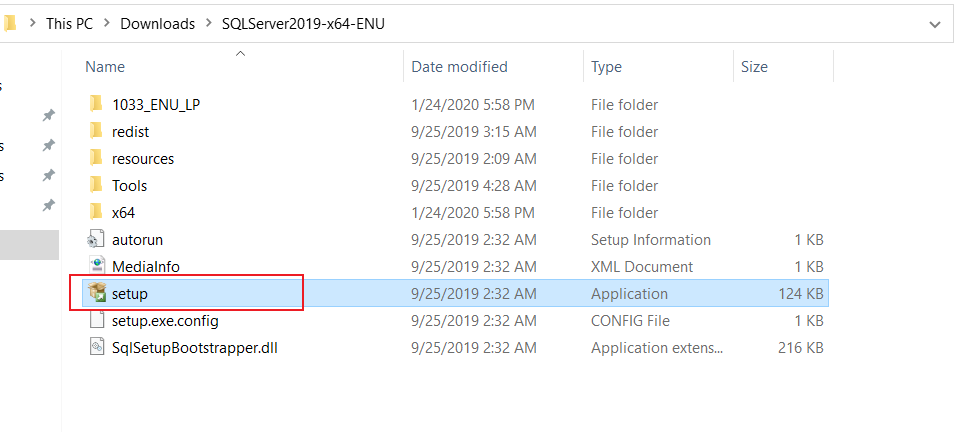 This PC > Downloads > SQLServer2019-x64-ENU
Name Date modified Type Size
1033_ENU_LP 1/24/2020 5:58 PM File folder
redist 9/25/2019 3:15 AM File folder
resources 9/25/2019 2:09 AM File folder
Tools 9/25/2019 4:28 AM File folder
x64 1/24/2020 5:58 PM File folder
autorun 9/25/2019 2:32 AM Setup Information 1 KB
MediaInfo 9/25/2019 2:32 AM XML Document 1 KB
setup 9/25/2019 2:32 AM Application 124 KB
setup.exe.config 9/25/2019 2:32 AM CONFIG File 1 KB
SqlSetupBootstrapper.dll 9/25/2019 2:32 AM Application extens... 216 KB